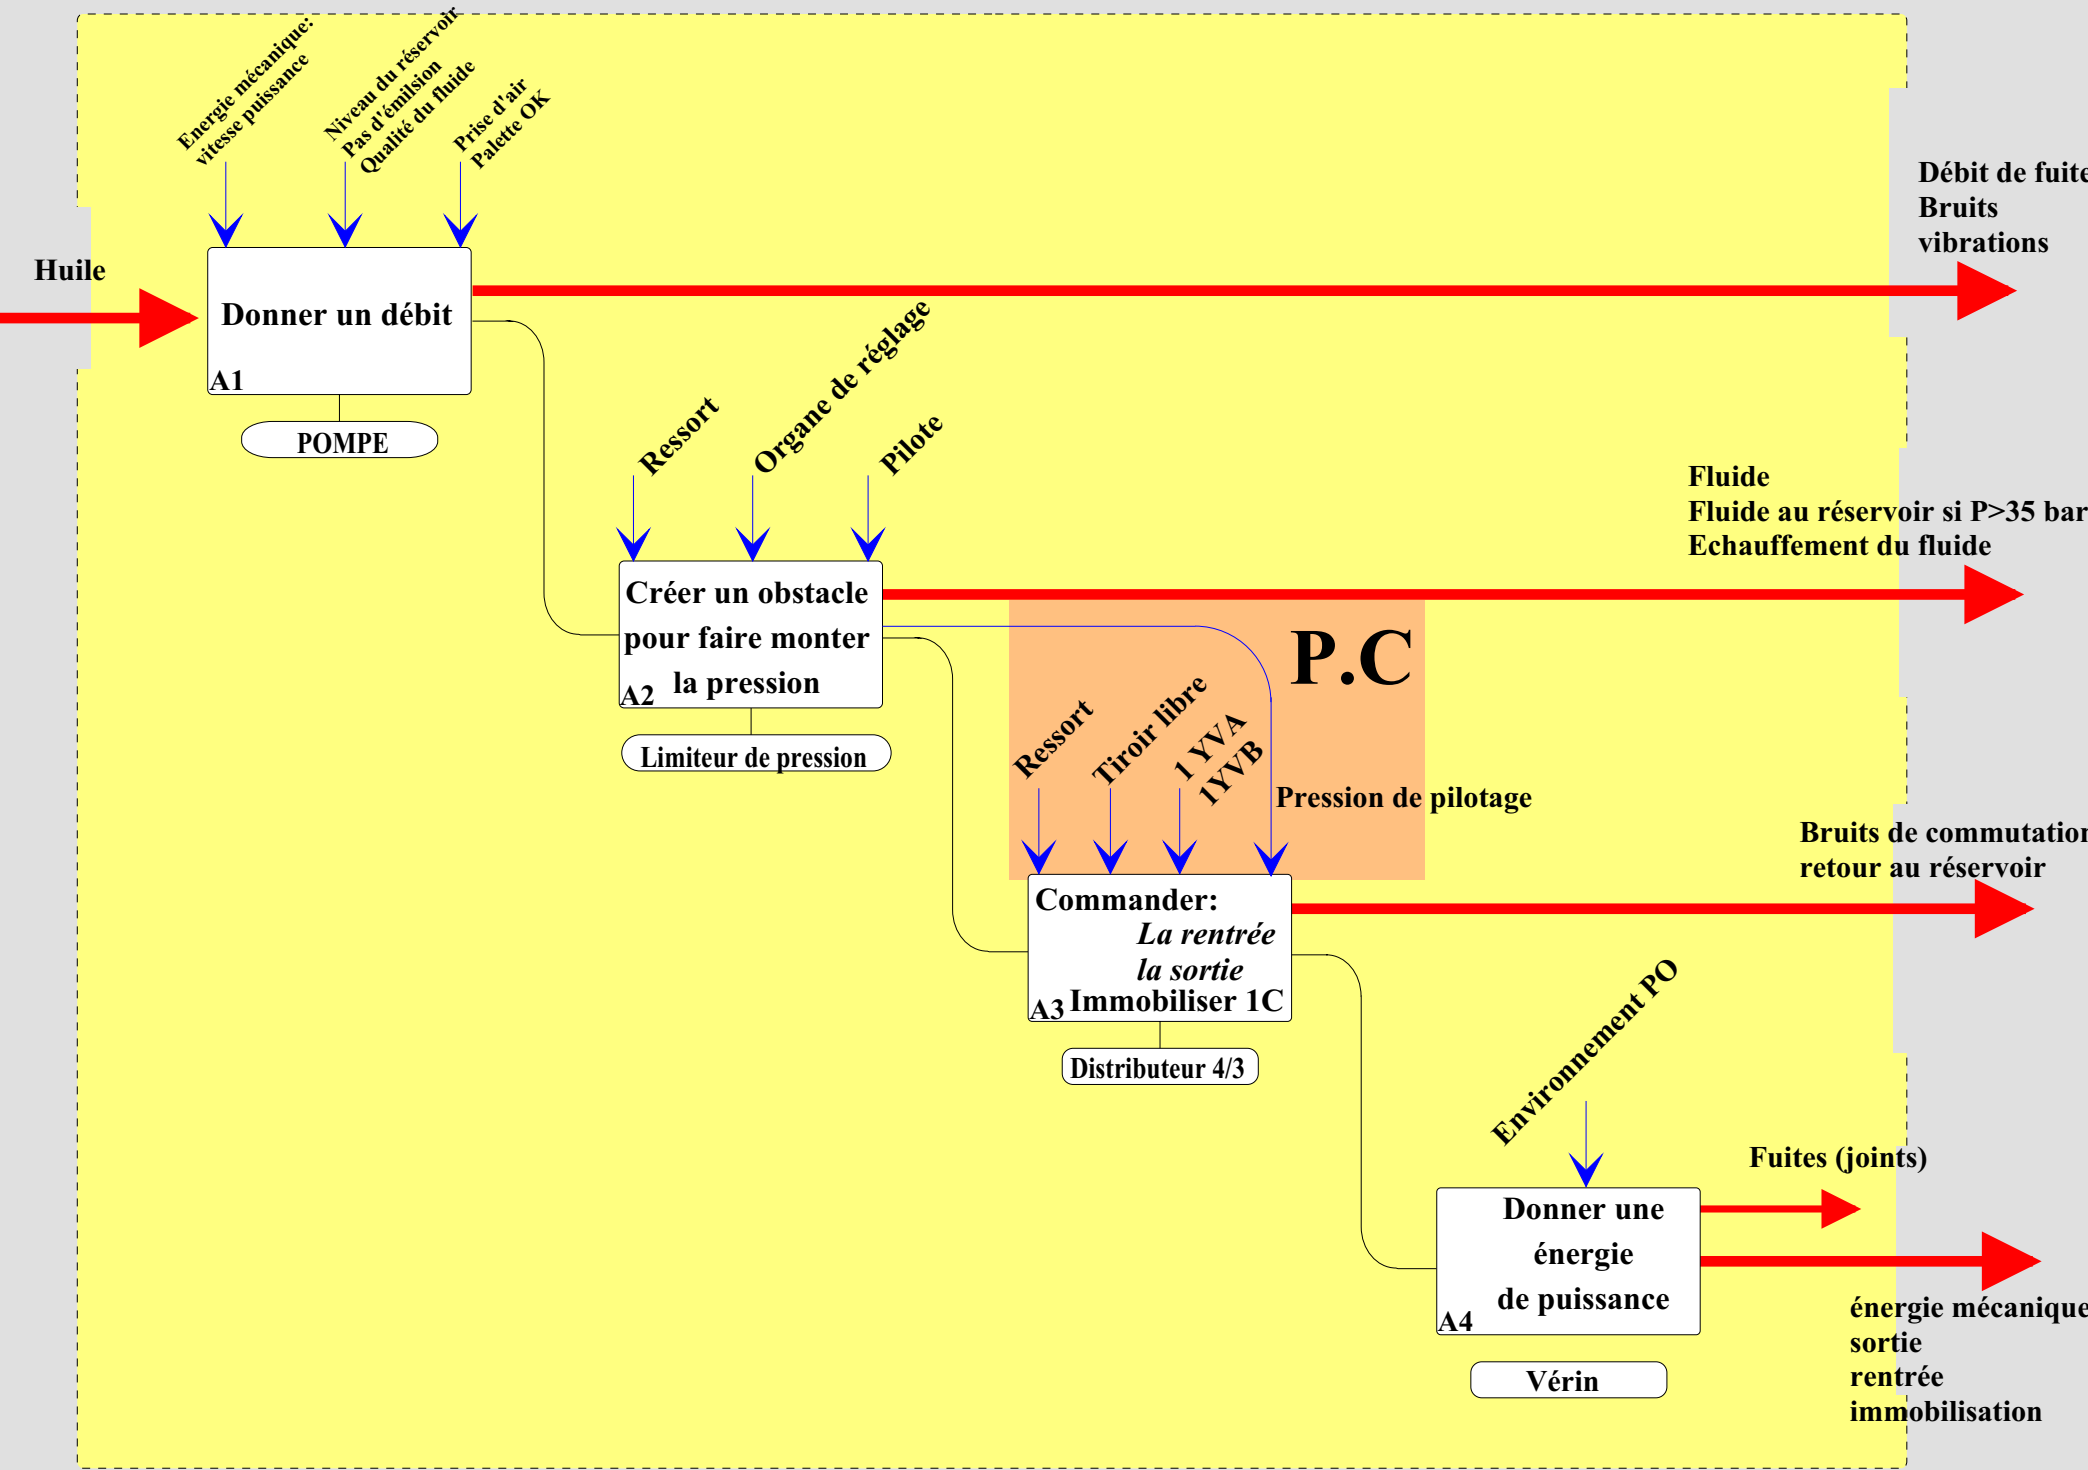 Energie mécanique:
vitesse puissance
Niveau du réservoir
Pas d'émilsion
Qualité du fluide
Prise d'air
Palette OK
Débit de fuite
Bruits
vibrations
Huile
Donner un débit
A1
POMPE
Ressort
Organe de réglage
Pilote
Fluide
Fluide au réservoir si P>35 bar
Echauffement du fluide
Créer un obstacle
pour faire monter
la pression
A2
Limiteur de pression
P.C
Ressort
Tiroir libre
1 YVA
1YVB
Pression de pilotage
Bruits de commutation
retour au réservoir
Commander:
La rentrée
la sortie
Immobiliser 1C
A3
Distributeur 4/3
Environnement PO
Fuites (joints)
Donner une
énergie
de puissance
A4
Vérin
énergie mécanique
sortie
rentrée
immobilisation